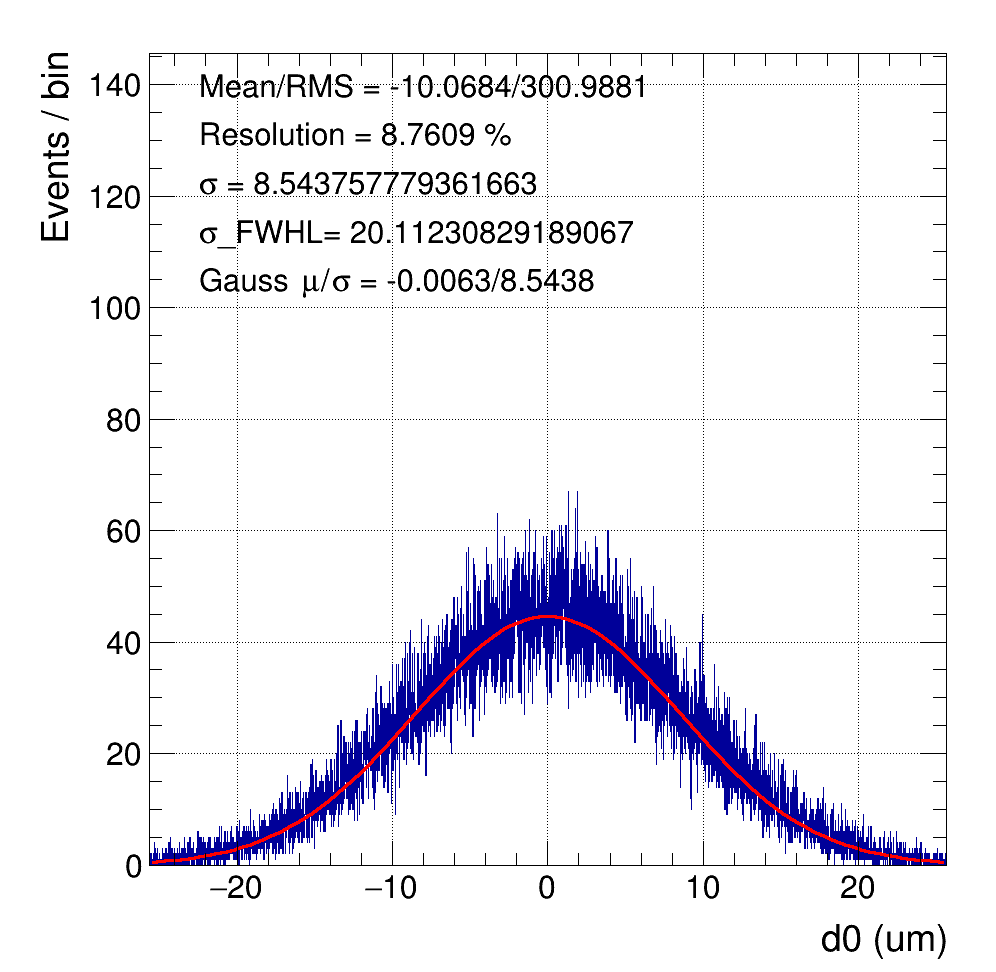 Events / bin
140
120
100
80
60
40
20
0
Mean/RMS = -10.0684/300.9881
Resolution = 8.7609 %
σ = 8.543757779361663
σ_FWHL= 20.11230829189067
Gauss μ/σ = -0.0063/8.5438
−20 −10 0 10 20
d0 (um)